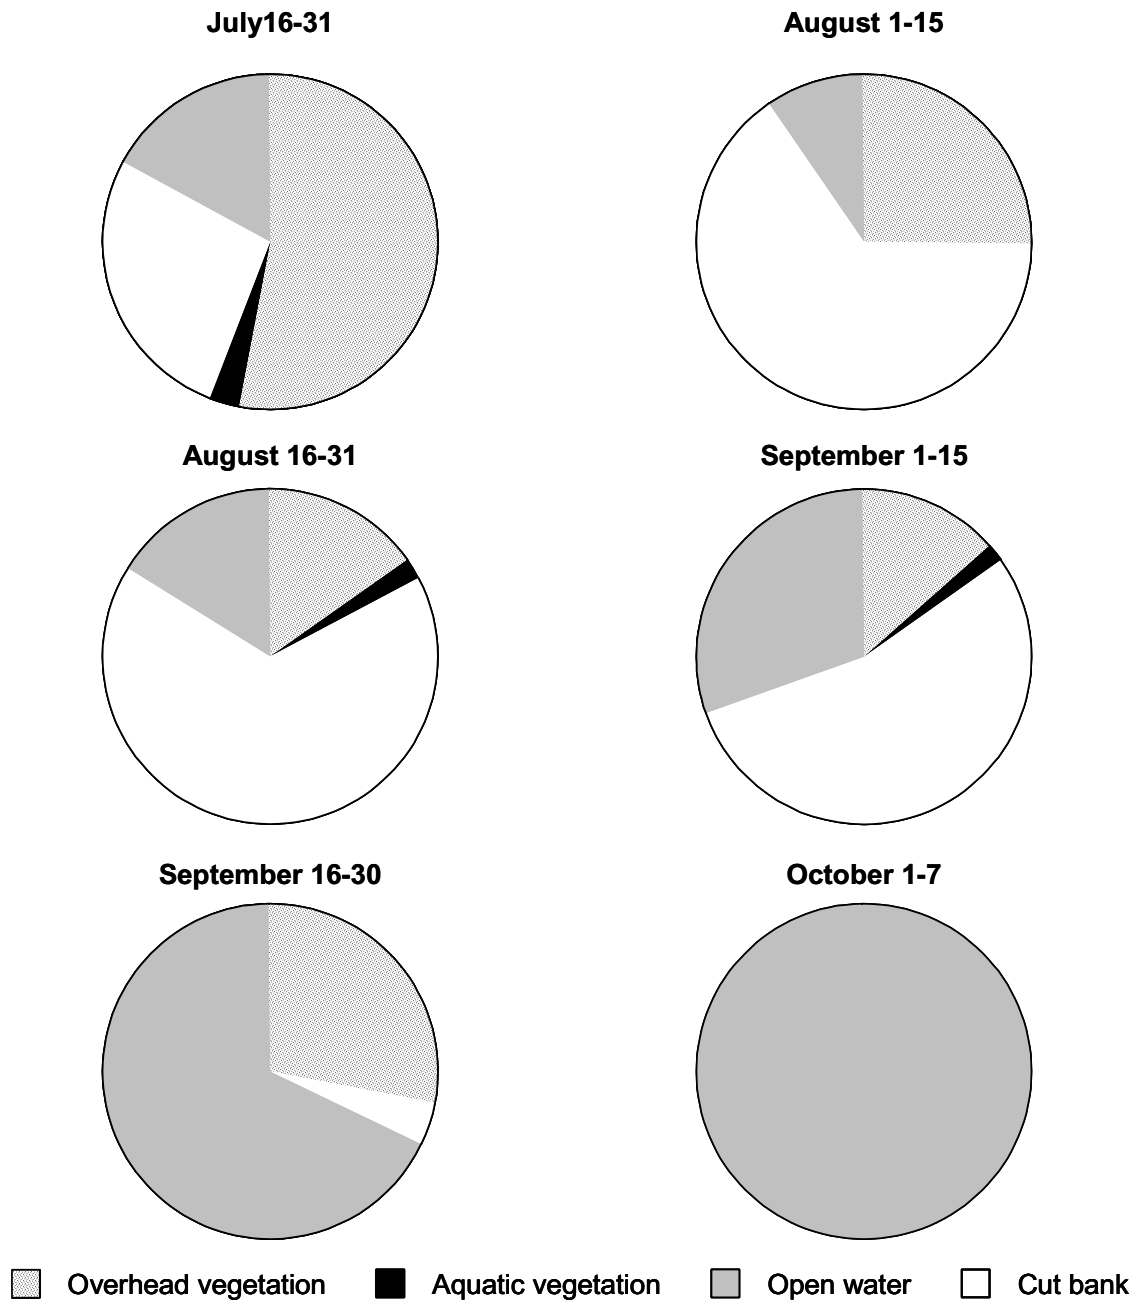 July16-31
August 1-15
August 16-31
September 1-15
September 16-30
October 1-7
Overhead vegetation
Aquatic vegetation
Open water
Cut bank